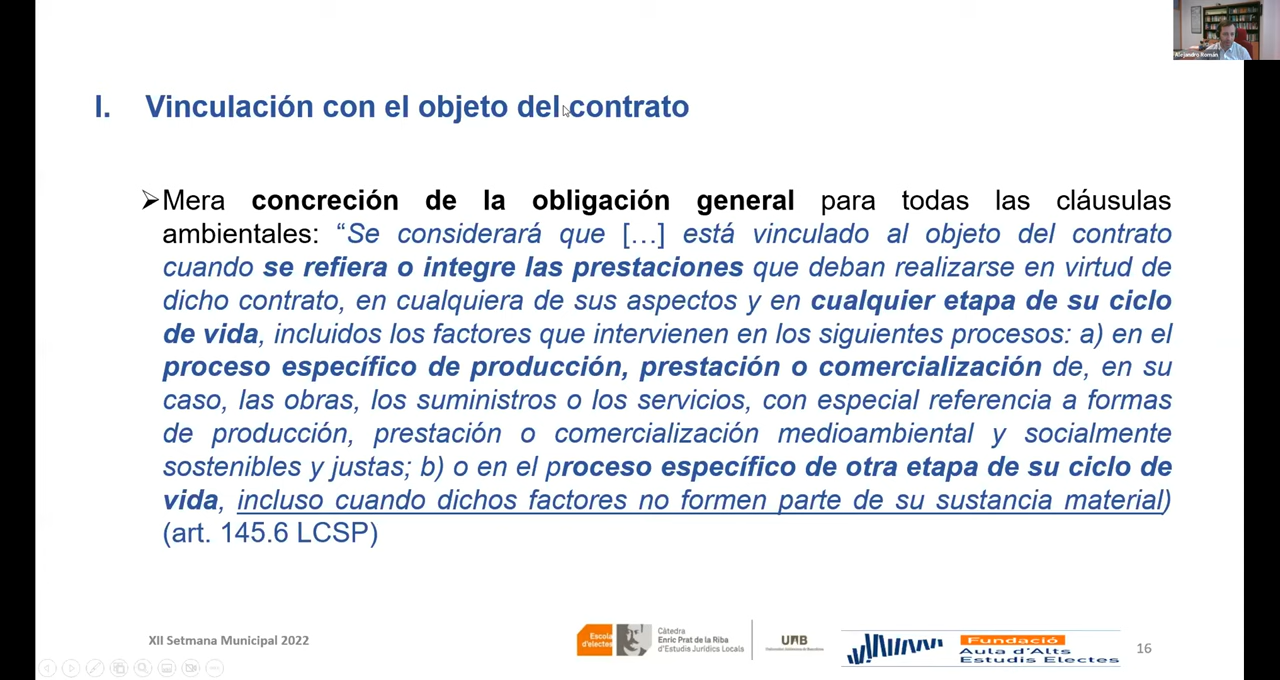 Alejandro Román
I. Vinculación con el objeto del contrato
➢Mera concreción de la obligación general para todas las cláusulas
ambientales: “Se considerará que […] está vinculado al objeto del contrato
cuando se refiera o integre las prestaciones que deban realizarse en virtud de
dicho contrato, en cualquiera de sus aspectos y en cualquier etapa de su ciclo
de vida, incluidos los factores que intervienen en los siguientes procesos: a) en el
proceso específico de producción, prestación o comercialización de, en su
caso, las obras, los suministros o los servicios, con especial referencia a formas
de producción, prestación o comercialización medioambiental y socialmente
sostenibles y justas; b) o en el proceso específico de otra etapa de su ciclo de
vida, incluso cuando dichos factores no formen parte de su sustancia material)
(art. 145.6 LCSP)
XII Setmana Municipal 2022
Escola
d'electes
Càtedra
Enric Prat de la Riba
d'Estudis Jurídics Locals
UAB
Universitat Autònoma de Barcelona
Fundació
Aula d'Alts
Estudis Electes
16